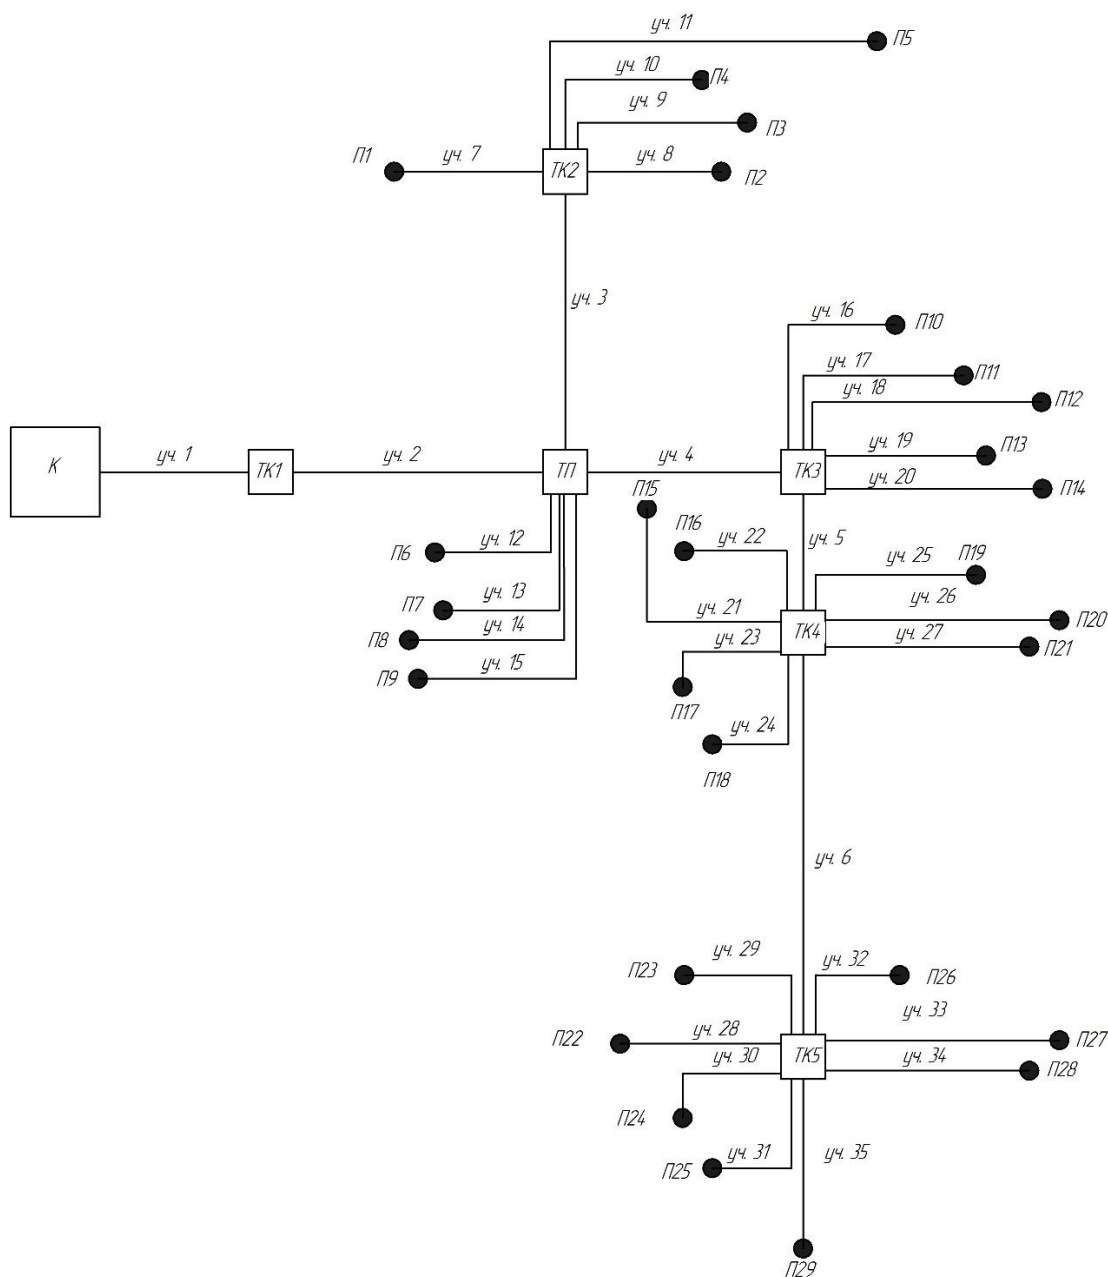 уч. 11
П5
уч. 10
П4
уч. 9
П3
П1
уч. 7
ТК2
уч. 8
П2
уч. 3
уч. 16
П10
уч. 17
П11
уч. 18
П12
К
уч. 1
ТК1
уч. 2
ТП
уч. 4
ТК3
уч. 19
П13
уч. 20
П14
П15
П16
уч. 22
уч. 5
П6
уч. 12
уч. 25
П19
П7
уч. 13
уч. 21
ТК4
уч. 26
П20
П8
уч. 14
уч. 23
уч. 27
П21
П9
уч. 15
П17
уч. 24
П18
уч. 6
П23
уч. 29
уч. 32
П26
уч. 33
П22
уч. 28
ТК5
П27
уч. 30
уч. 34
П28
П24
уч. 31
П25
уч. 35
П29